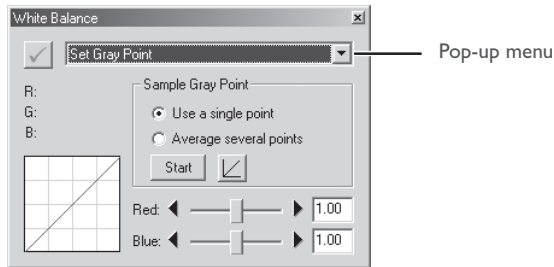 White Balance
Set Gray Point
Pop-up menu
R:
G:
B:
Sample Gray Point
Use a single point
Average several points
Start
Red: 1.00
Blue: 1.00